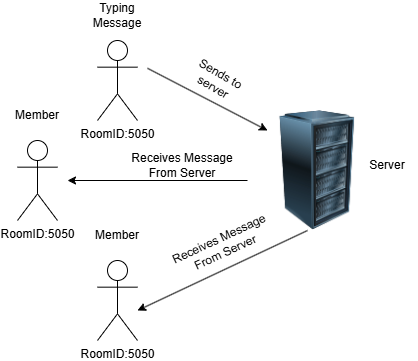 Typing
Message
RoomID:5050
Sends to
server
Member
RoomID:5050
Receives Message
From Server
Server
Member
RoomID:5050
Receives Message
From Server